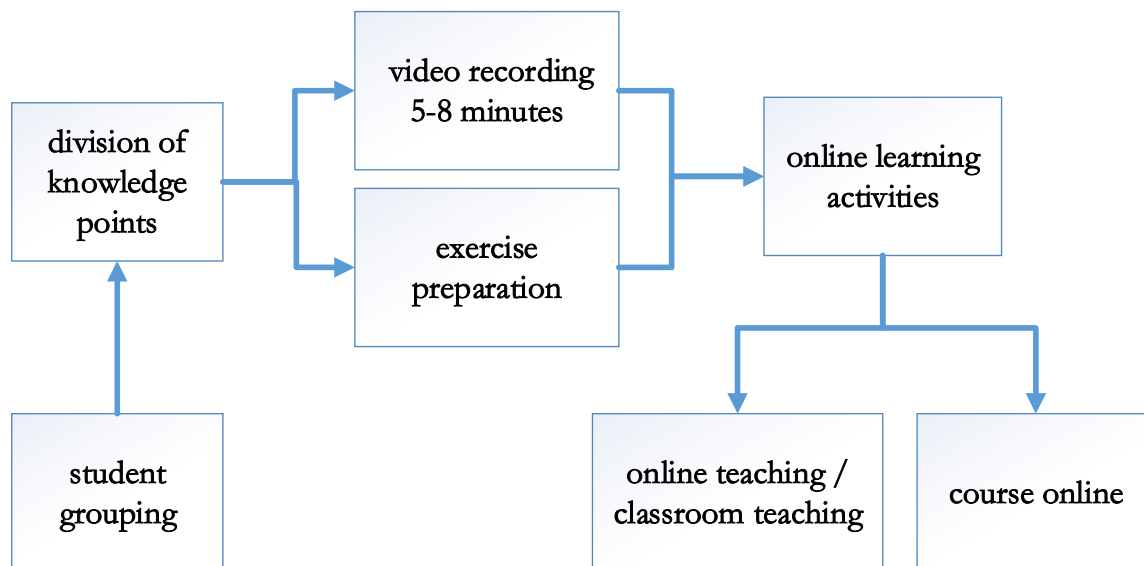 video recording
5-8 minutes
division of
knowledge
points
online learning
activities
exercise
preparation
student
grouping
online teaching /
classroom teaching
course online